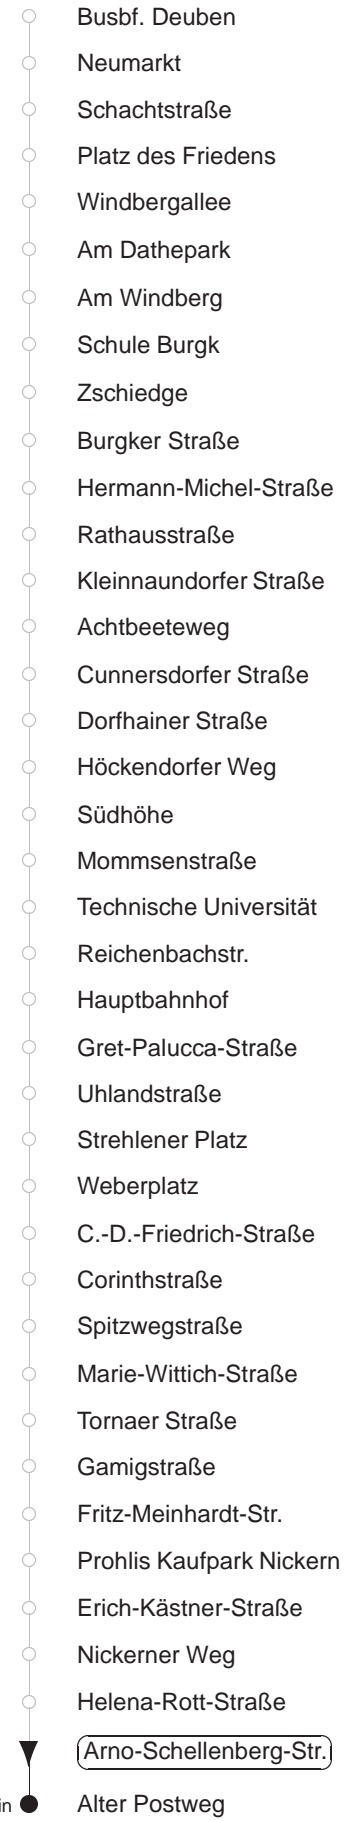 Busbf. Deuben
Neumarkt
Schachtstraße
Platz des Friedens
Windbergallee
Am Dathepark
Am Windberg
Schule Burgk
Zschiedge
Burgker Straße
Hermann-Michel-Straße
Rathausstraße
Kleinnaundorfer Straße
Achtbeeteweg
Cunnersdorfer Straße
Dorfhainer Straße
Höckendorfer Weg
Südhöhe
Mommsenstraße
Technische Universität
Reichenbachstr.
Hauptbahnhof
Gret-Palucca-Straße
Uhlandstraße
Strehlener Platz
Weberplatz
C.-D.-Friedrich-Straße
Corinthstraße
Spitzwegstraße
Marie-Wittich-Straße
Tornaer Straße
Gamigstraße
Fritz-Meinhardt-Str.
Prohlis Kaufpark Nickern
Erich-Kästner-Straße
Nickerner Weg
Helena-Rott-Straße
Arno-Schellenberg-Str.
in Alter Postweg